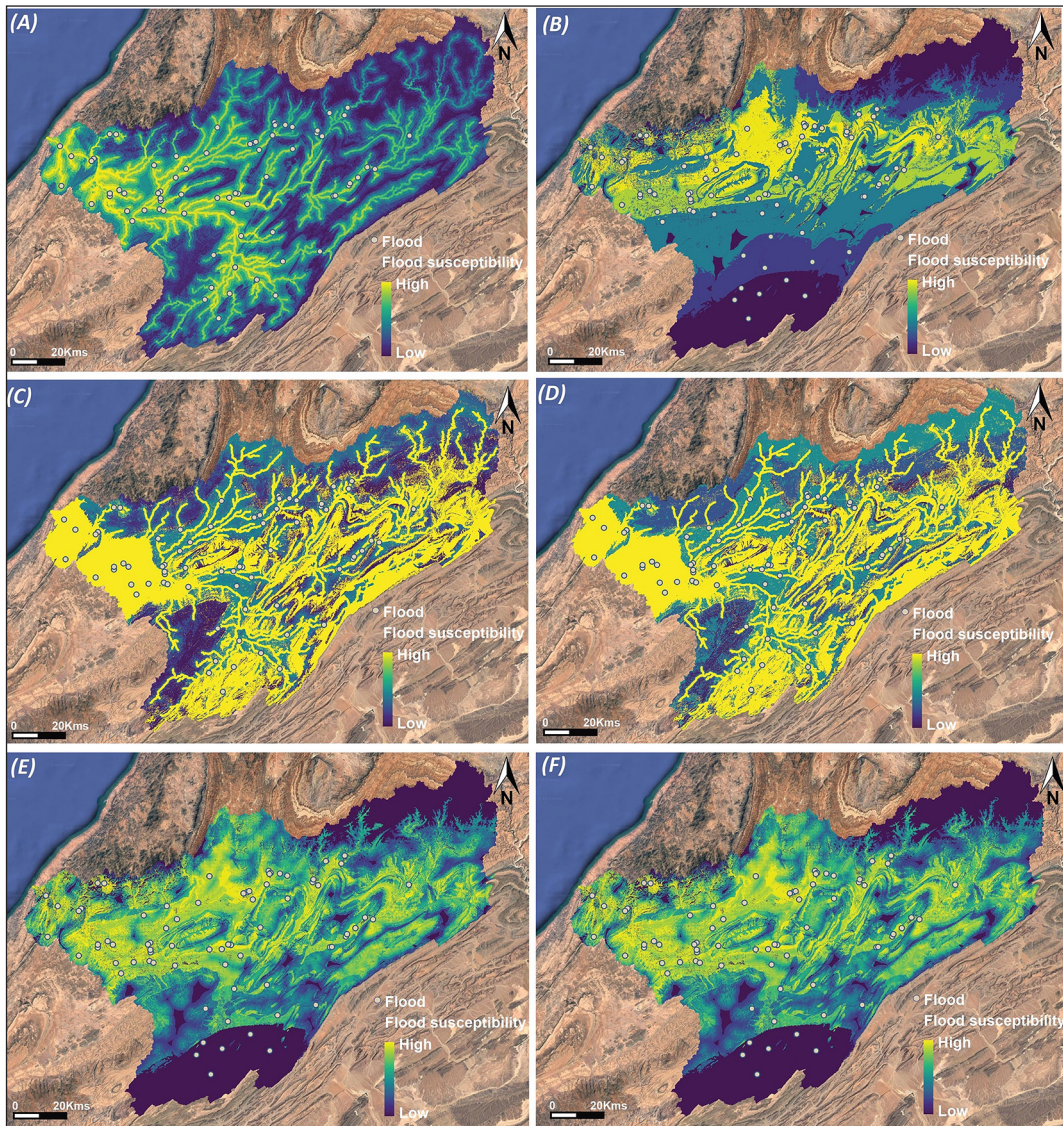 (A)
N
Flood
Flood susceptibility
High
Low
0 20Kms
(B)
N
Flood
Flood susceptibility
High
Low
0 20Kms
(C)
N
Flood
Flood susceptibility
High
Low
0 20Kms
(D)
N
Flood
Flood susceptibility
High
Low
0 20Kms
(E)
N
Flood
Flood susceptibility
High
Low
0 20Kms
(F)
N
Flood
Flood susceptibility
High
Low
0 20Kms